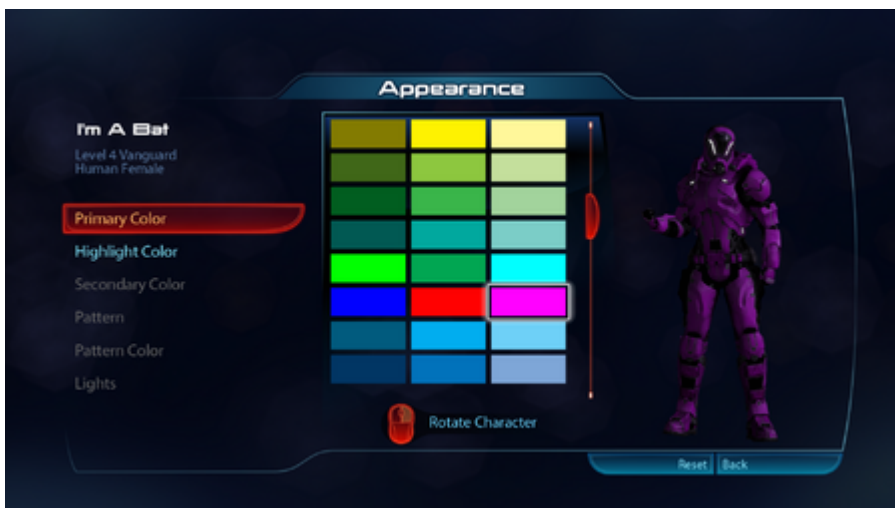 Appearance
I'm A Bat
Level 4 Vanguard
Human Female
Primary Color
Highlight Color
Secondary Color
Pattern
Pattern Color
Lights
Rotate Character
Reset Back